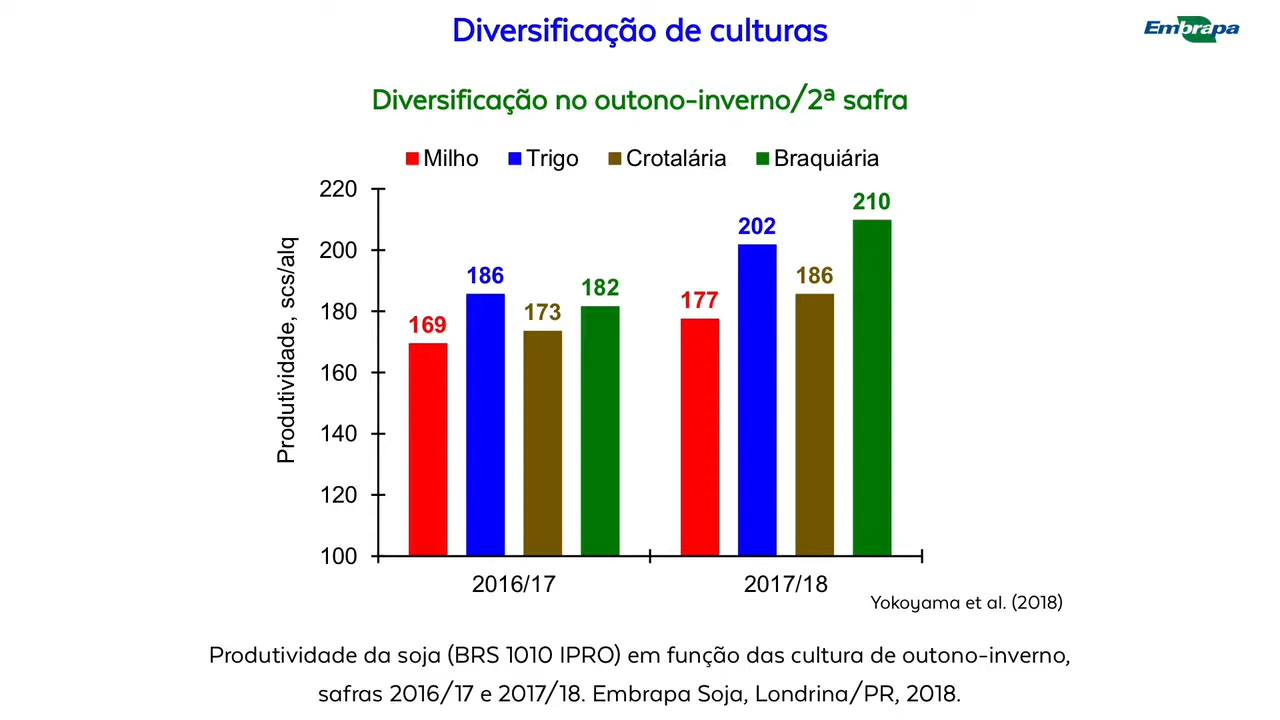 Diversificação de culturas
Embrapa
Diversificação no outono-inverno/2ª safra
Milho Trigo Crotalária Braquiária
Produtividade, scs/alq
220
200
180
160
140
120
100
169
186
173
182
177
202
186
210
2016/17
2017/18
Yokoyama et al. (2018)
Produtividade da soja (BRS 1010 IPRO) em função das cultura de outono-inverno,
safras 2016/17 e 2017/18. Embrapa Soja, Londrina/PR, 2018.